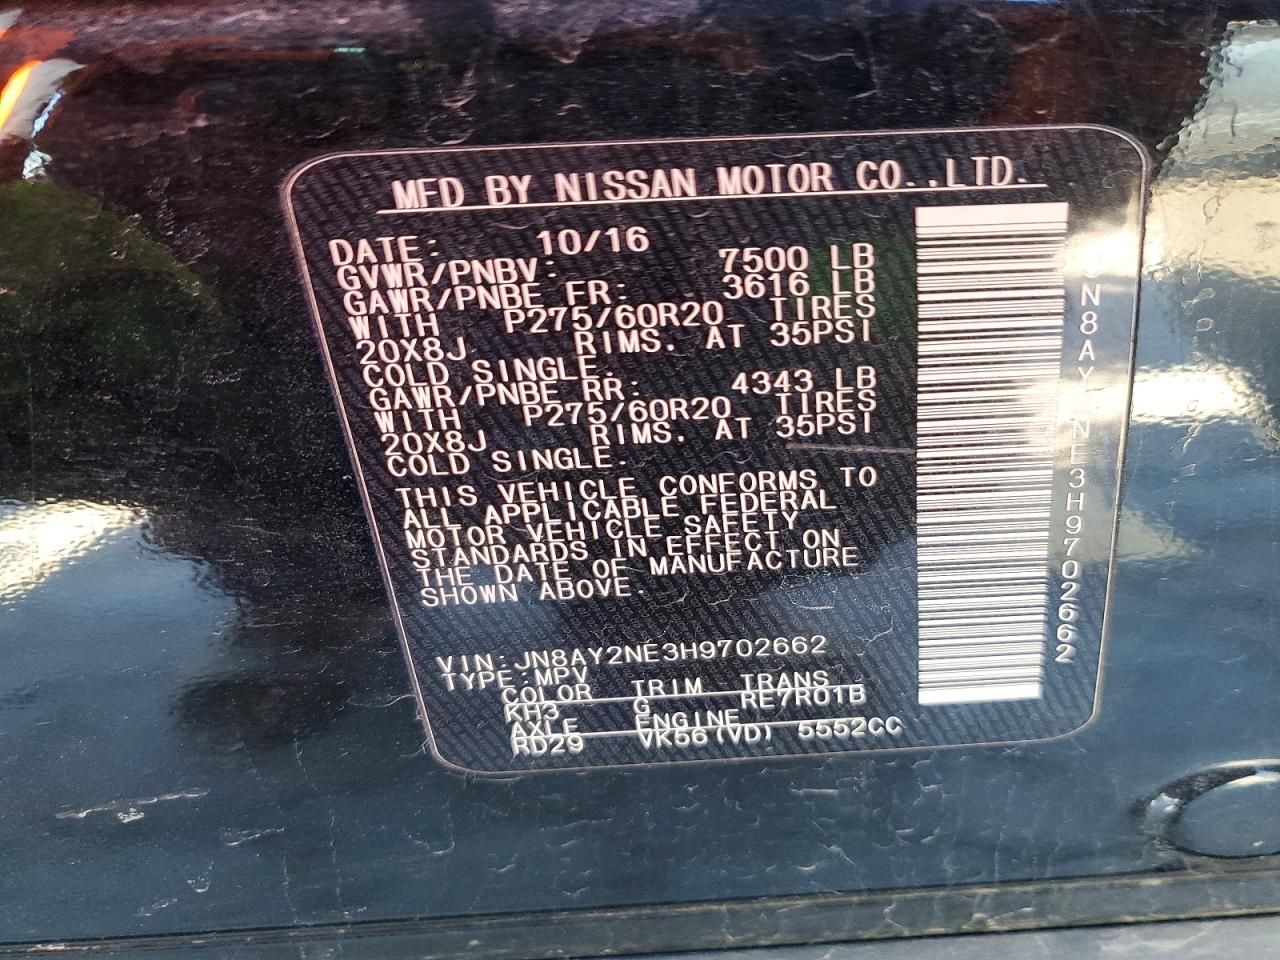 MFD BY NISSAN MOTOR CO.,LTD.
DATE: 10/16
GVWR/PNBV: 7500 LB
GAWR/PNBE FR: 3616 LB
WITH P275/60R20 TIRES
20X8J RIMS. AT 35PSI
COLD SINGLE.
GAWR/PNBE RR: 4343 LB
WITH P275/60R20 TIRES
20X8J RIMS. AT 35PSI
COLD SINGLE.
THIS VEHICLE CONFORMS TO
ALL APPLICABLE FEDERAL
MOTOR VEHICLE SAFETY
STANDARDS IN EFFECT ON
THE DATE OF MANUFACTURE
SHOWN ABOVE.
VIN:JN8AY2NE3H9702662
TYPE:MPV
COLOR TRIM TRANS
KH3 G RE7R01B
AXLE ENGINE
RD29 VK56(VD) 5552CC
JN8AY2NE3H9702662